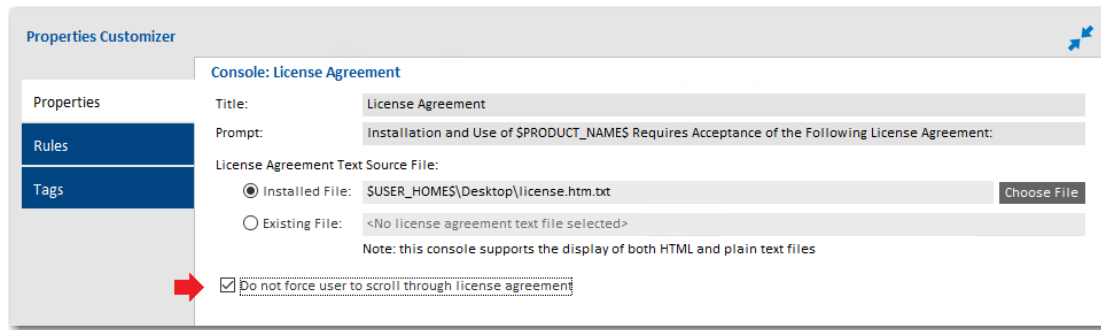 Properties Customizer
Console: License Agreement
Properties
Title: License Agreement
Prompt: Installation and Use of $PRODUCT_NAME$ Requires Acceptance of the Following License Agreement:
Rules
License Agreement Text Source File:
Tags
Installed File: $USER_HOME$\Desktop\license.htm.txt Choose File
Existing File: <No license agreement text file selected>
Note: this console supports the display of both HTML and plain text files
Do not force user to scroll through license agreement